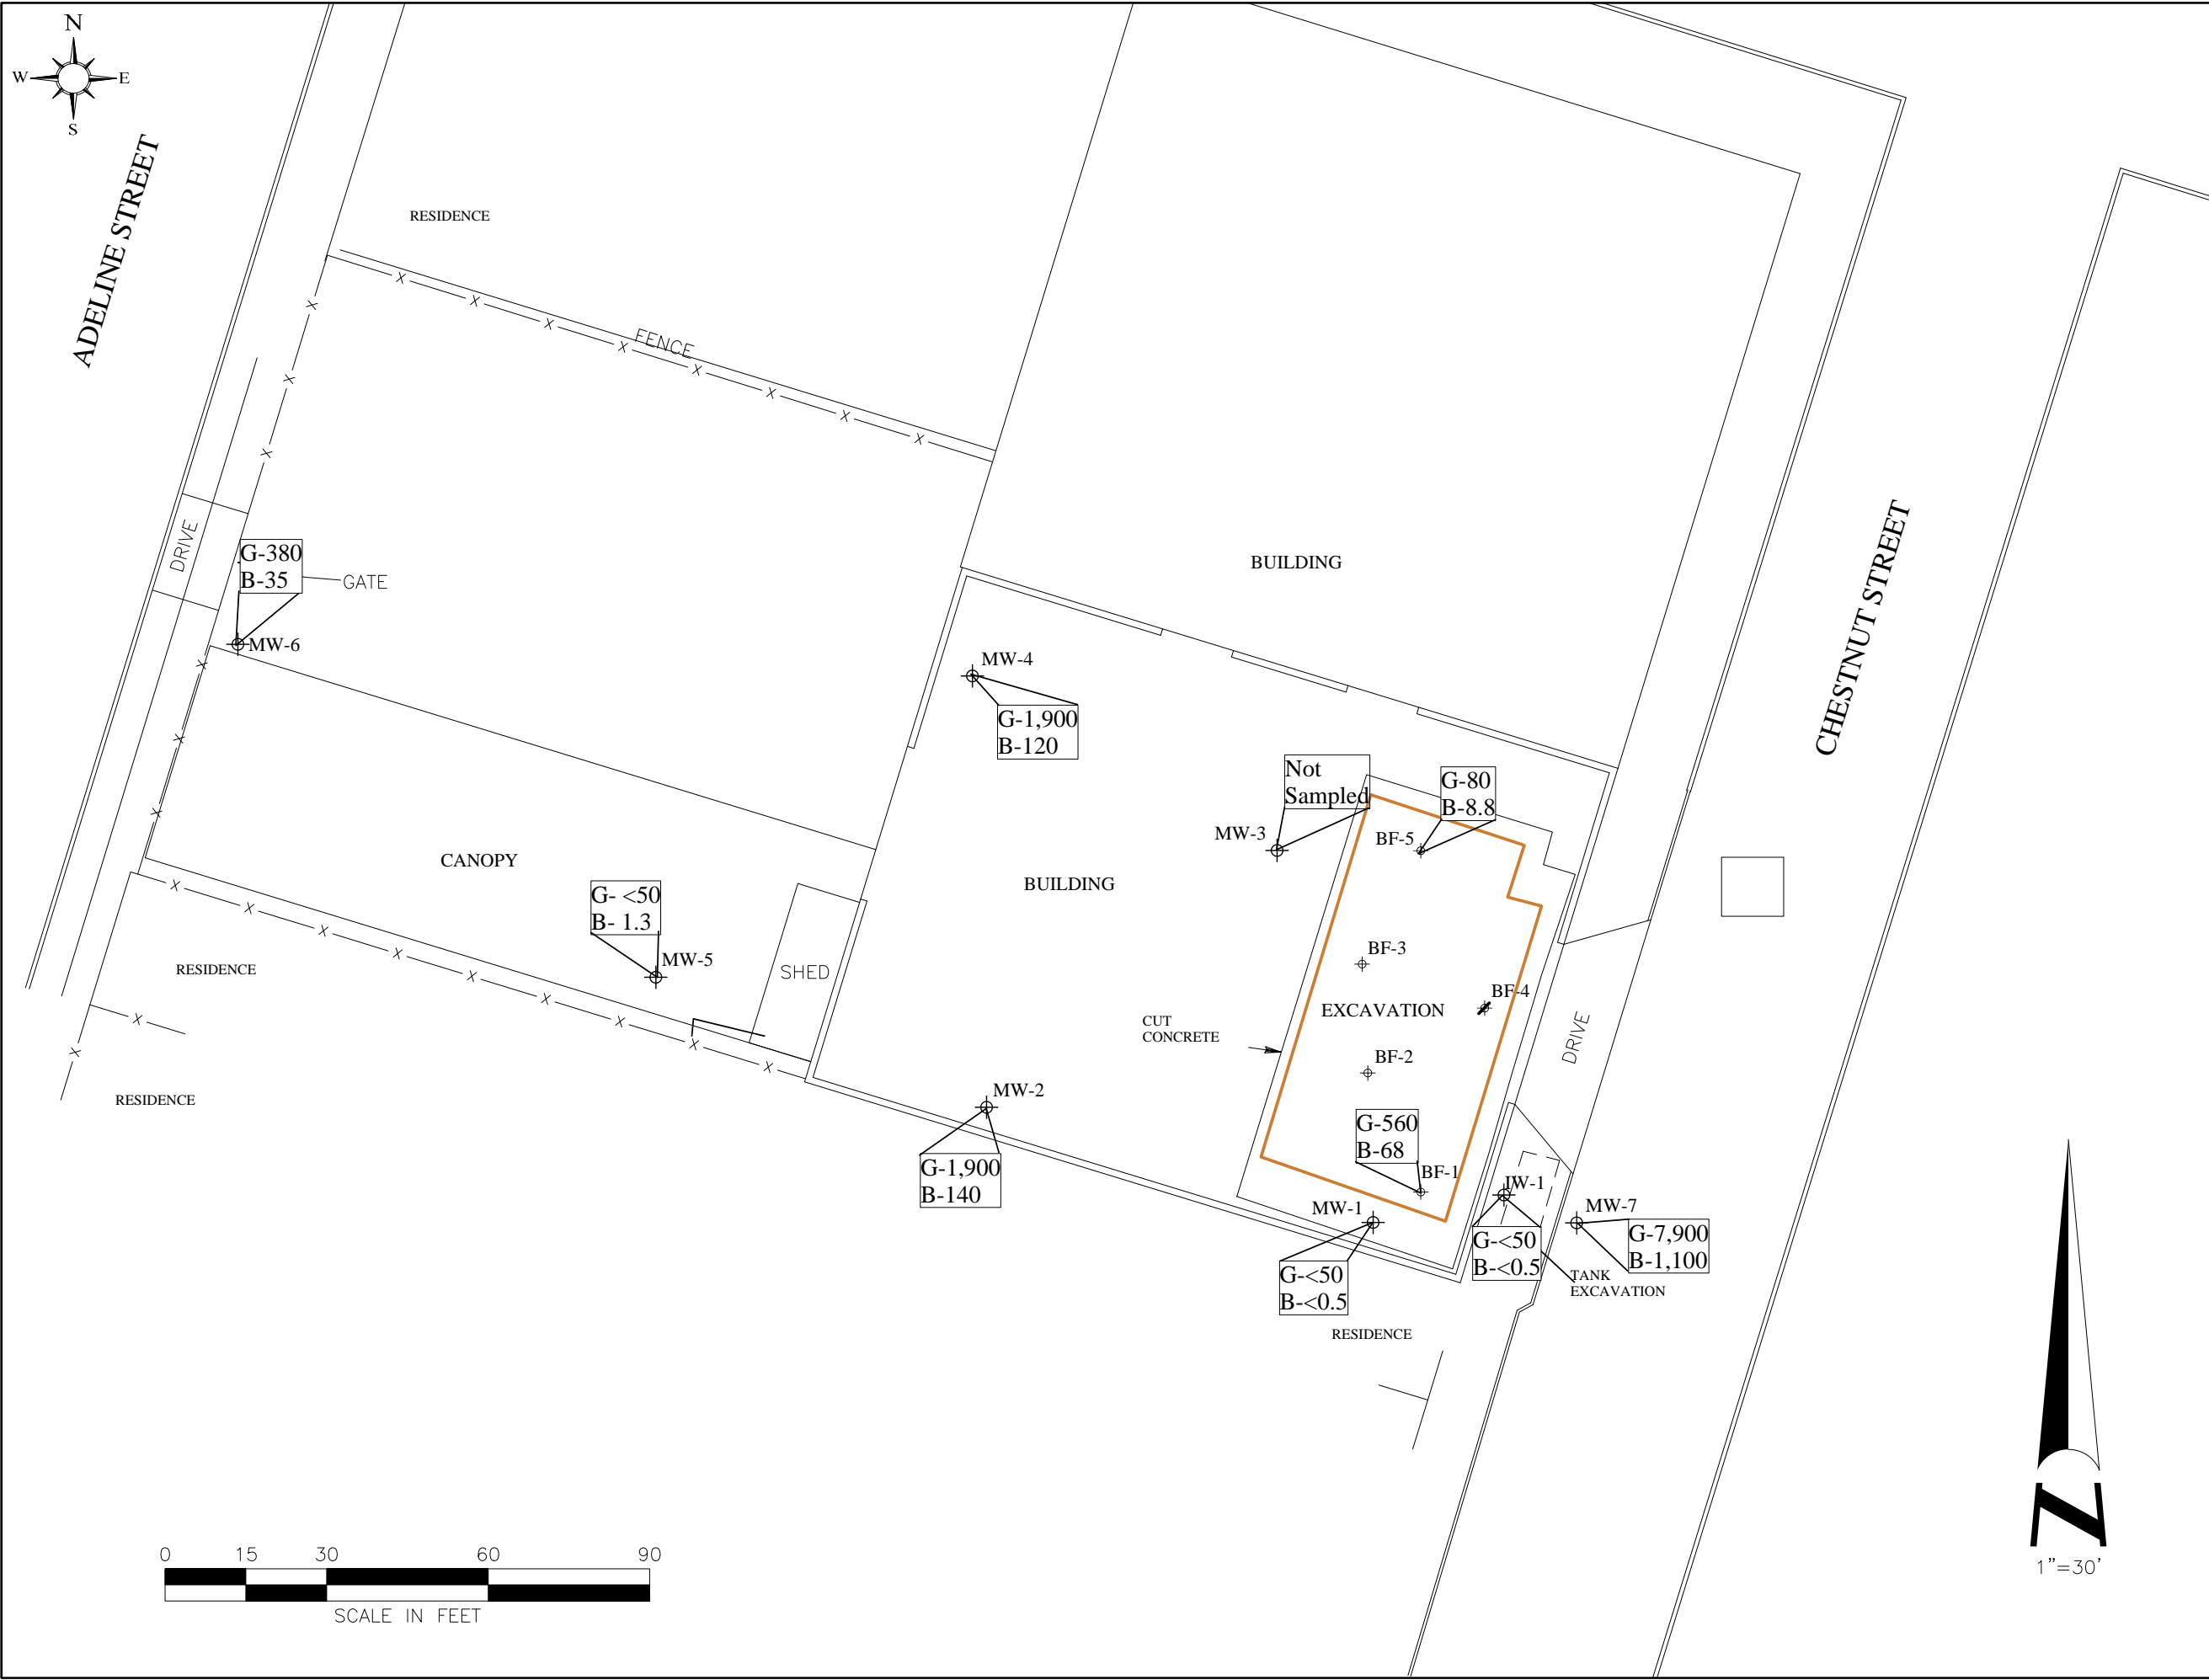 N
W
E
S
ADELINE STREET
RESIDENCE
FENCE
DRIVE
G-380
B-35
GATE
MW-6
BUILDING
CHESTNUT STREET
MW-4
G-1,900
B-120
Not
Sampled
MW-3
G-80
B-8.8
BF-5
CANOPY
BUILDING
G- <50
B- 1.3
MW-5
SHED
RESIDENCE
RESIDENCE
BF-3
BF-4
EXCAVATION
CUT
CONCRETE
DRIVE
BF-2
MW-2
G-1,900
B-140
G-560
B-68
BF-1
MW-1
G-<50
B-<0.5
IW-1
G-<50
B-<0.5
MW-7
G-7,900
B-1,100
TANK
EXCAVATION
RESIDENCE
0 15 30 60 90
SCALE IN FEET
N
1"=30'